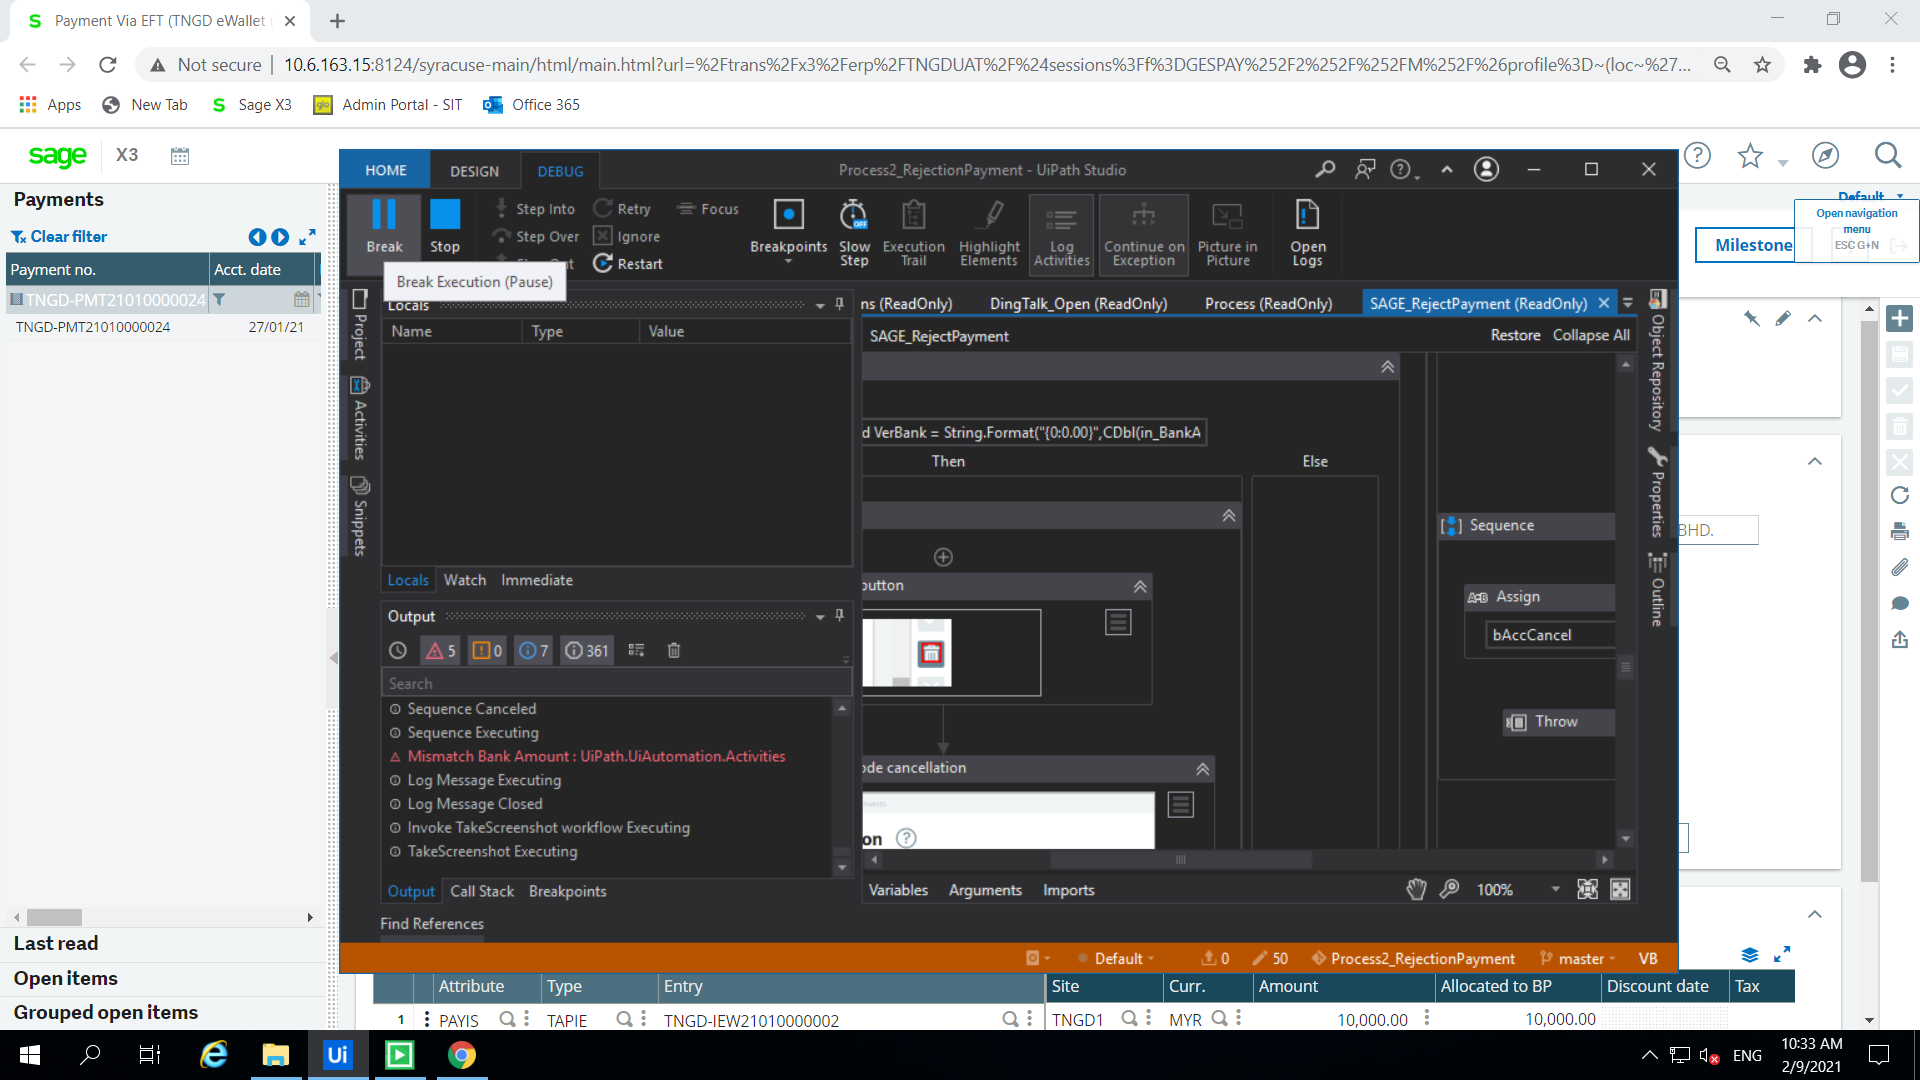 Payment Via EFT (TNGD eWallet
Not secure
10.6.163.15:8124/syracuse-main/html/main.html?url=%2Ftrans%2Fx3%2Ferp%2FTNGDUAT%2F%24sessions%3Ff%3DGESPAY%252F2%252F%252FM%252F%26profile%3D~(loc~%27...
Apps
New Tab
Sage X3
Admin Portal - SIT
Office 365
sage
X3
Payments
Clear filter
Payment no.
Acct. date
TNGD-PMT21010000024
TNGD-PMT21010000024
27/01/21
Last read
Open items
Grouped open items
HOME
DESIGN
DEBUG
Process2_RejectionPayment - UiPath Studio
Break
Stop
Step Into
Step Over
Retry
Ignore
Restart
Focus
Breakpoints
Slow Step
Execution Trail
Highlight Elements
Log Activities
Continue on Exception
Picture in Picture
Open Logs
Break Execution (Pause)
Project
Activities
Snippets
Locals
Name
Type
Value
Locals
Watch
Immediate
Output
5
0
7
361
Search
Sequence Canceled
Sequence Executing
Mismatch Bank Amount : UiPath.UiAutomation.Activities
Log Message Executing
Log Message Closed
Invoke TakeScreenshot workflow Executing
TakeScreenshot Executing
Output
Call Stack
Breakpoints
Find References
ns (ReadOnly)
DingTalk_Open (ReadOnly)
Process (ReadOnly)
SAGE_RejectPayment (ReadOnly)
SAGE_RejectPayment
Restore
Collapse All
d VerBank = String.Format("{0:0.00}",CDbl(in_BankA
Then
Else
button
ode cancellation
on
Sequence
A+B Assign
bAccCancel
Throw
Variables
Arguments
Imports
100%
Object Repository
Properties
Outline
Default
0
50
Process2_RejectionPayment
master
VB
Default
Open navigation menu
ESC G+N
Milestone
BHD.
Attribute
Type
Entry
Site
Curr.
Amount
Allocated to BP
Discount date
Tax
1
PAYIS
TAPIE
TNGD-IEW21010000002
TNGD1
MYR
10,000.00
10,000.00
ENG
10:33 AM
2/9/2021